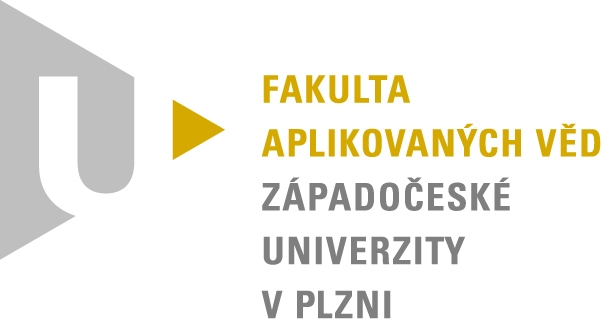 U
FAKULTA
APLIKOVANÝCH VĚD
ZÁPADOČESKÉ
UNIVERZITY
V PLZNI